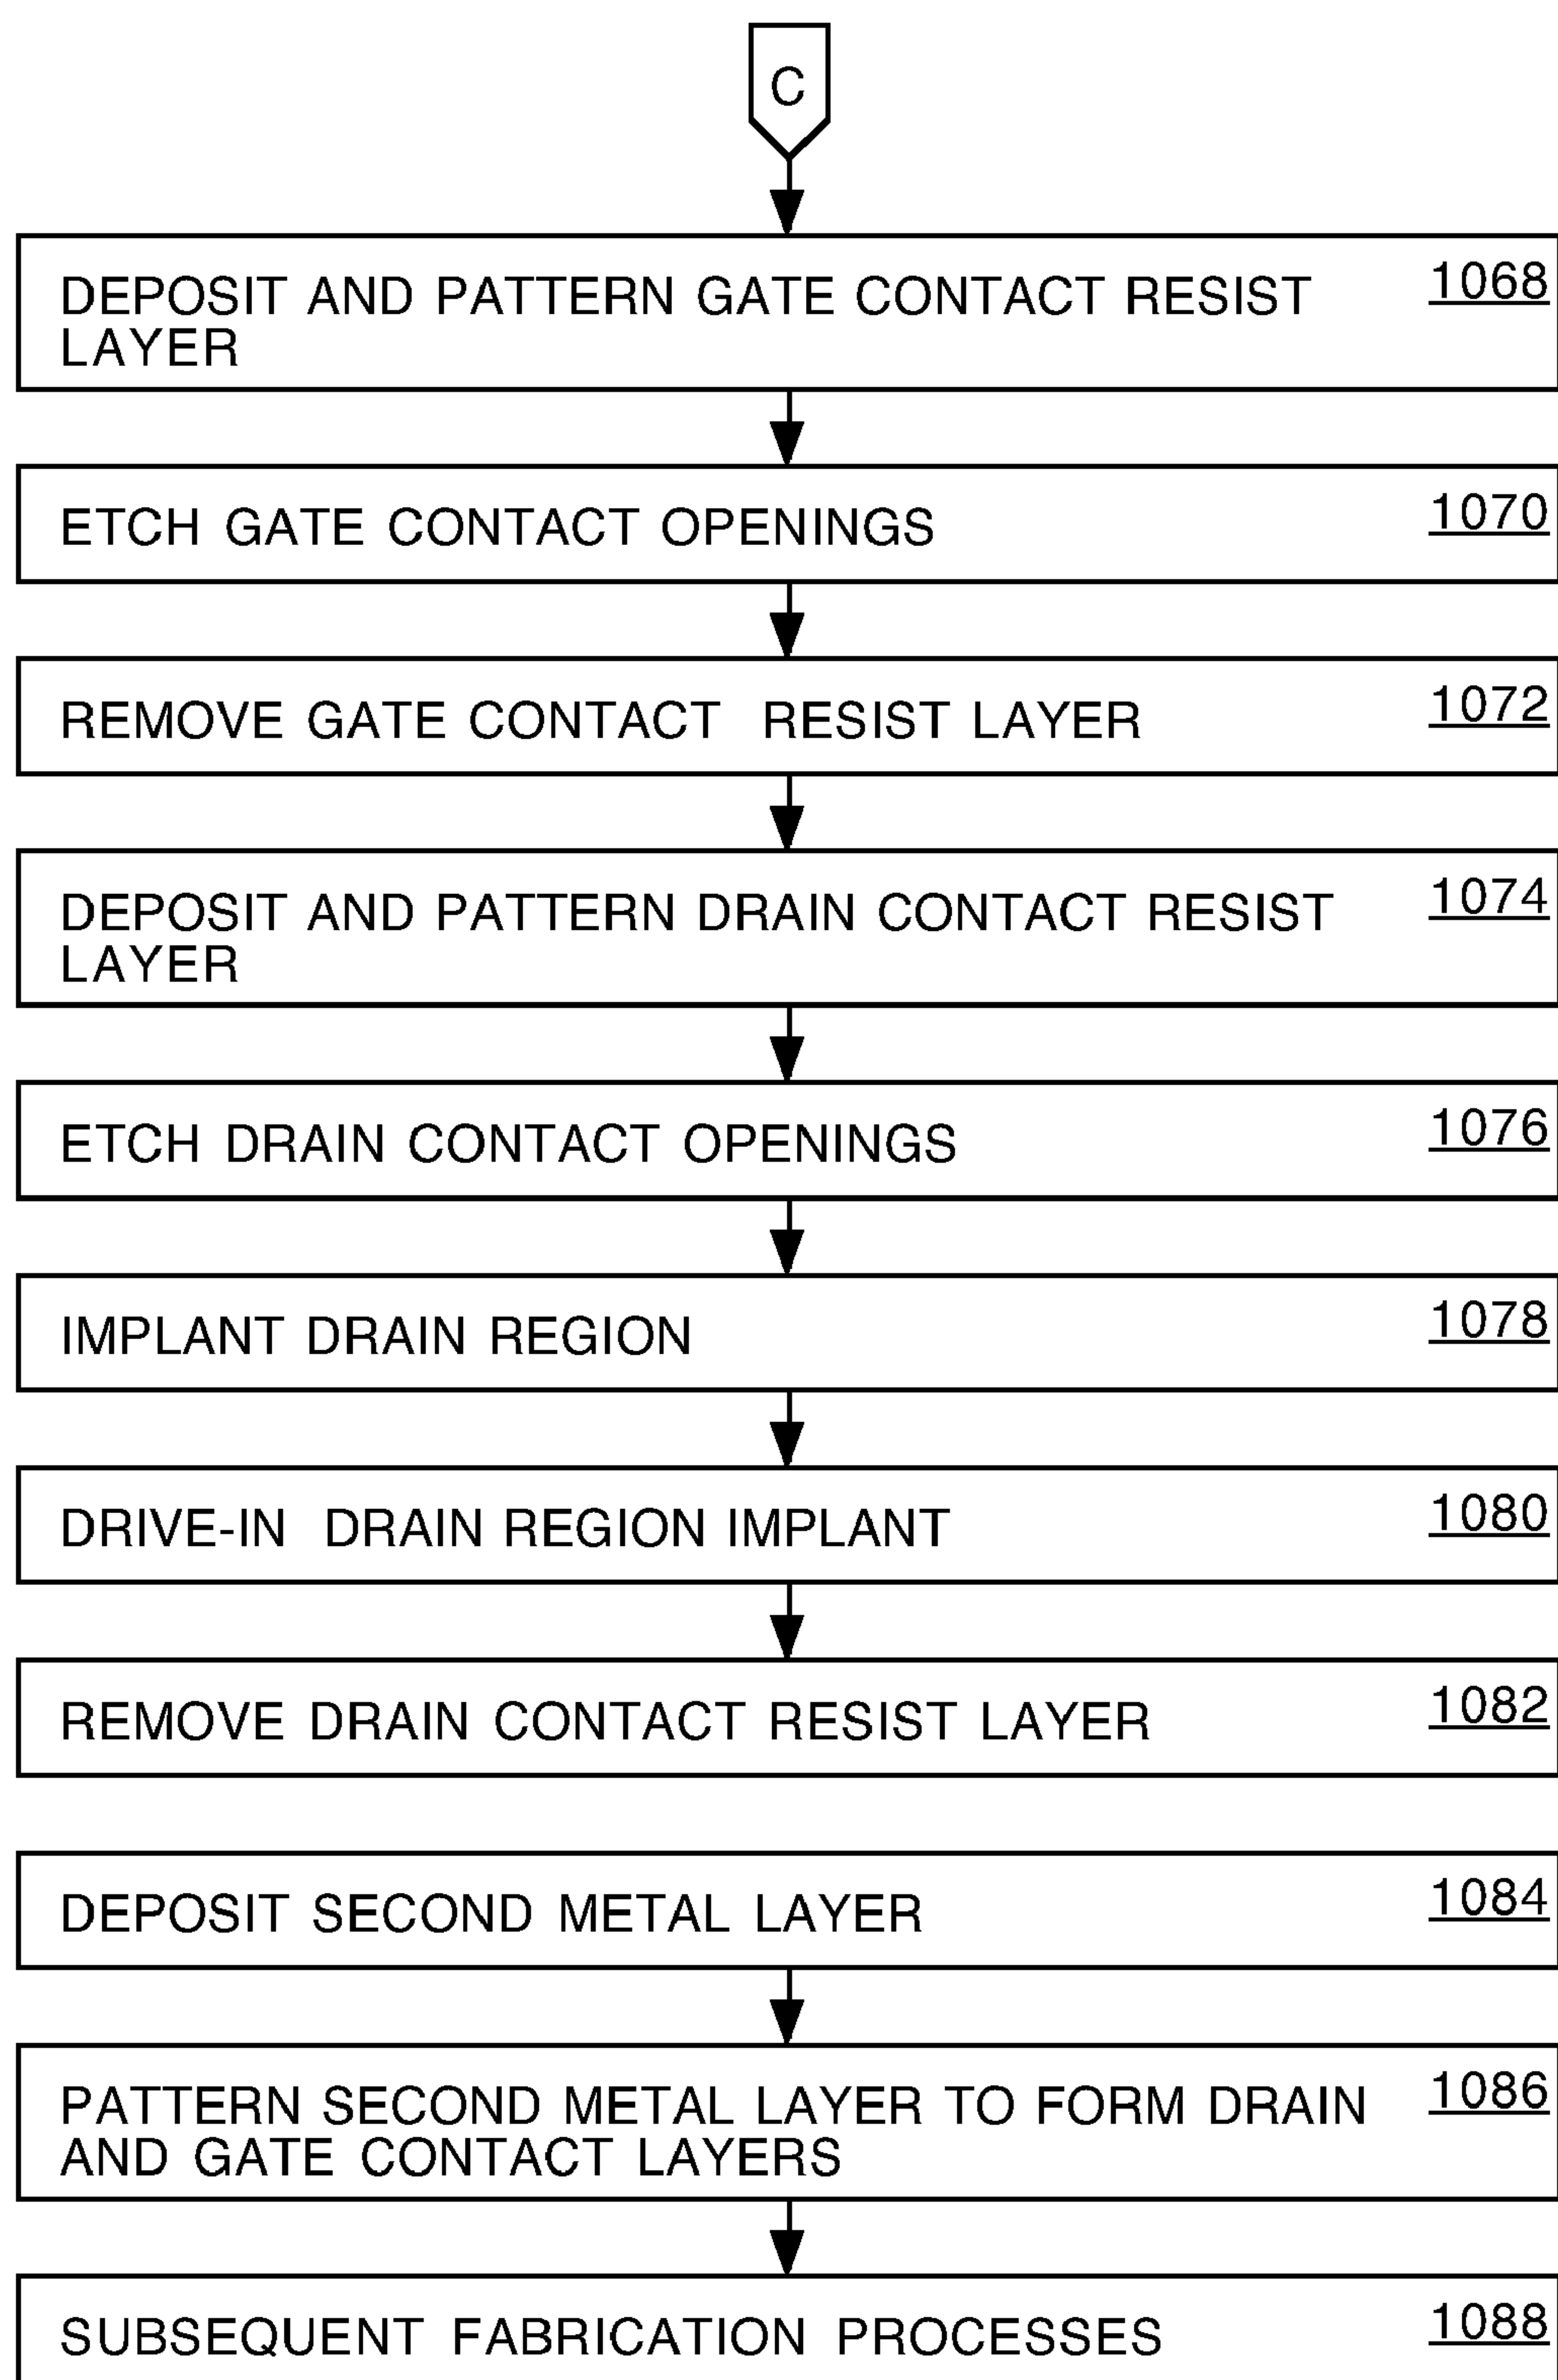 C
DEPOSIT AND PATTERN GATE CONTACT RESIST 1068
LAYER
ETCH GATE CONTACT OPENINGS 1070
REMOVE GATE CONTACT RESIST LAYER 1072
DEPOSIT AND PATTERN DRAIN CONTACT RESIST 1074
LAYER
ETCH DRAIN CONTACT OPENINGS 1076
IMPLANT DRAIN REGION 1078
DRIVE-IN DRAIN REGION IMPLANT 1080
REMOVE DRAIN CONTACT RESIST LAYER 1082
DEPOSIT SECOND METAL LAYER 1084
PATTERN SECOND METAL LAYER TO FORM DRAIN 1086
AND GATE CONTACT LAYERS
SUBSEQUENT FABRICATION PROCESSES 1088